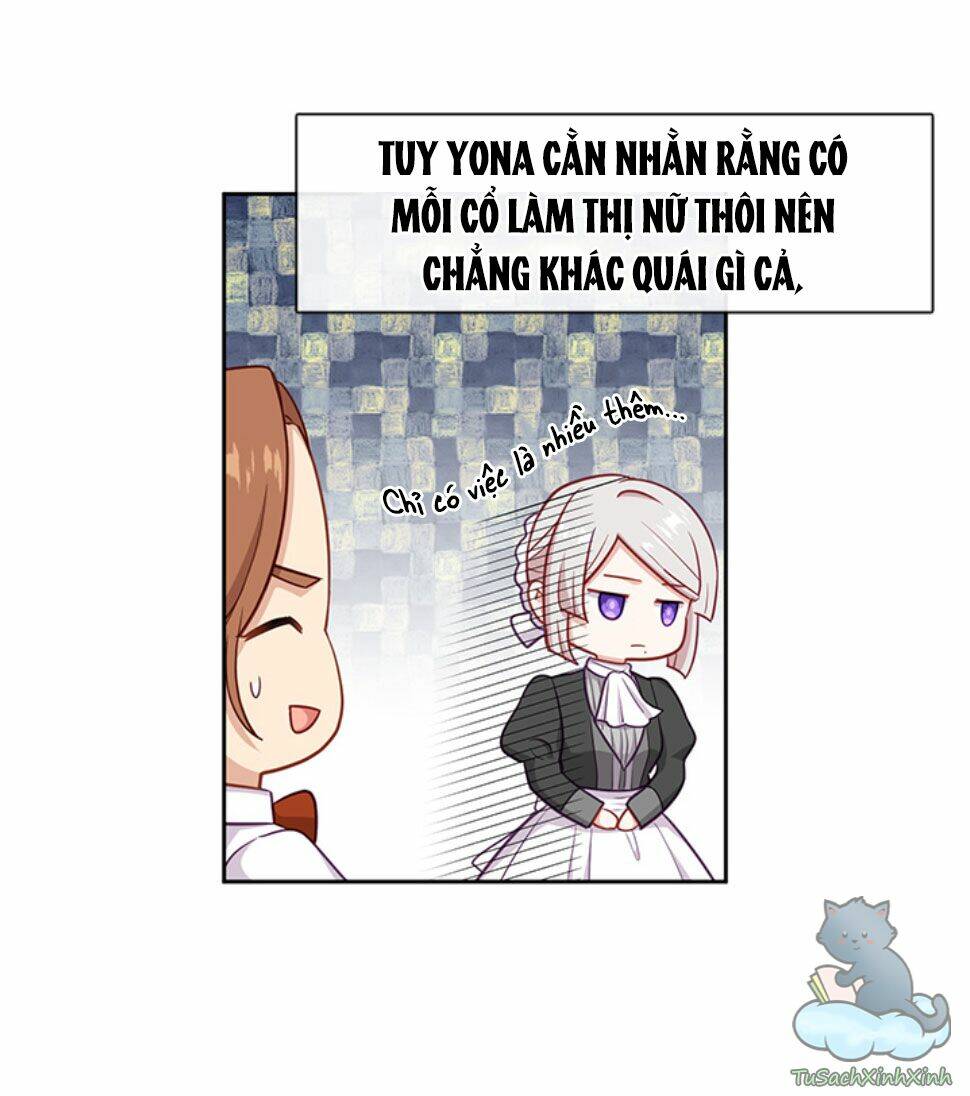 TUY YONA CẰN NHẰN RẰNG CÓ
MỖI CỔ LÀM THỊ NỮ THÔI NÊN
CHẲNG KHÁC QUÁI GÌ CẢ,
Chỉ có việc là nhiều thêm...
TuSachXinhXinh